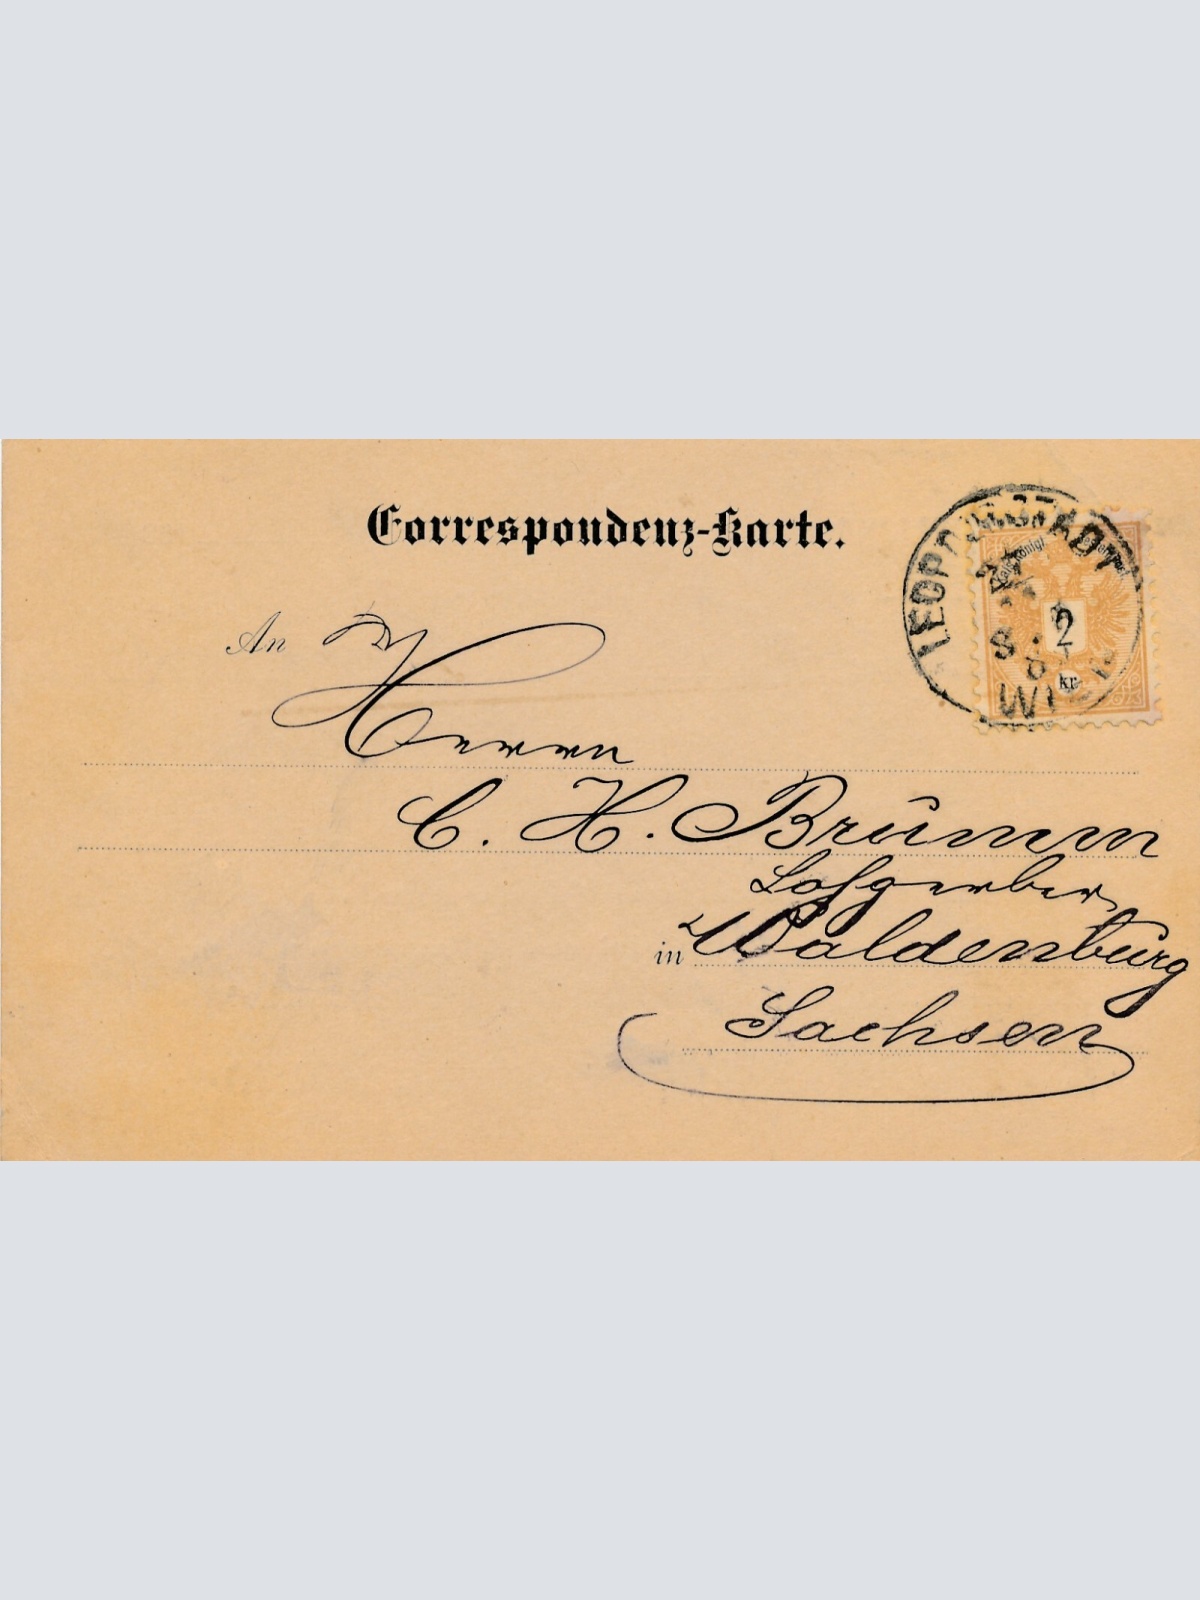 Correspondenz-Karte.
LEOPOLDSTADT
WIEN
2
kr.
An
Herrn
C. H. Brümm
Lohgerber
in Waldenburg
Sachsen